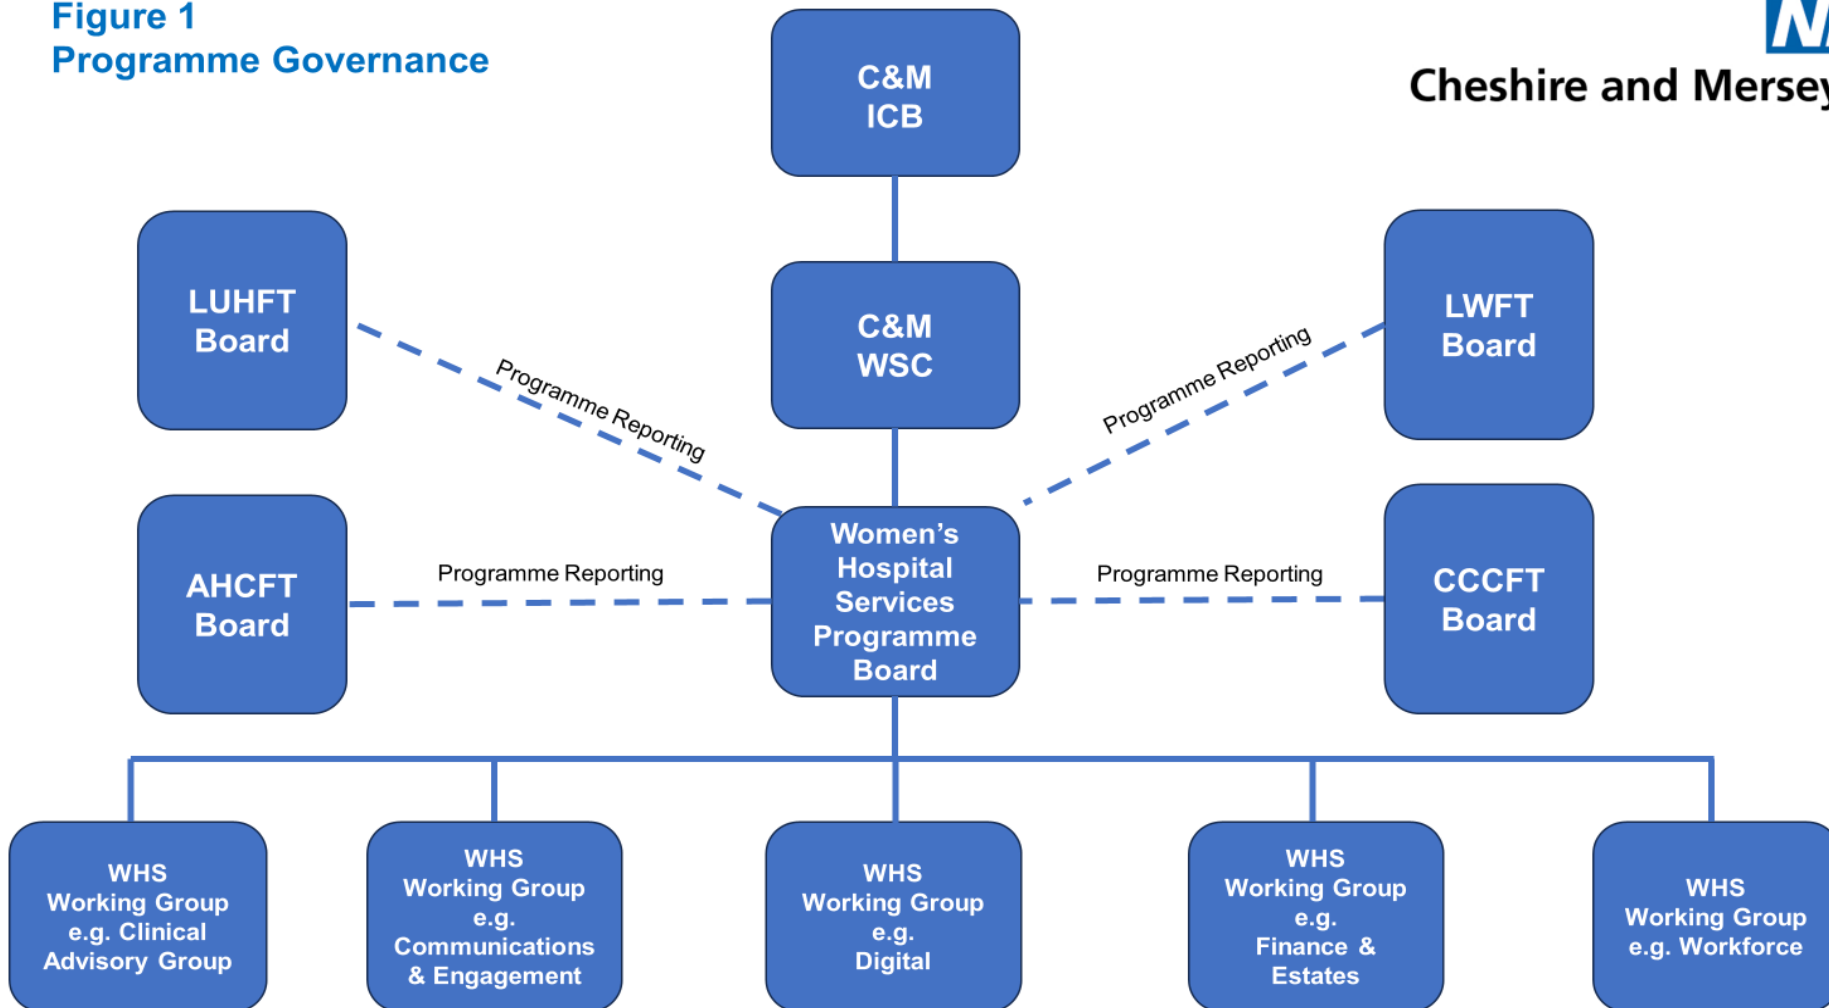 Figure 1
Programme Governance
Cheshire and Mersey
C&M
ICB
LUHFT
Board
C&M
WSC
LWFT
Board
Programme Reporting
Programme Reporting
AHCFT
Board
Programme Reporting
Women’s
Hospital
Services
Programme
Board
Programme Reporting
CCCFT
Board
WHS
Working Group
e.g. Clinical
Advisory Group
WHS
Working Group
e.g.
Communications
& Engagement
WHS
Working Group
e.g.
Digital
WHS
Working Group
e.g.
Finance &
Estates
WHS
Working Group
e.g. Workforce